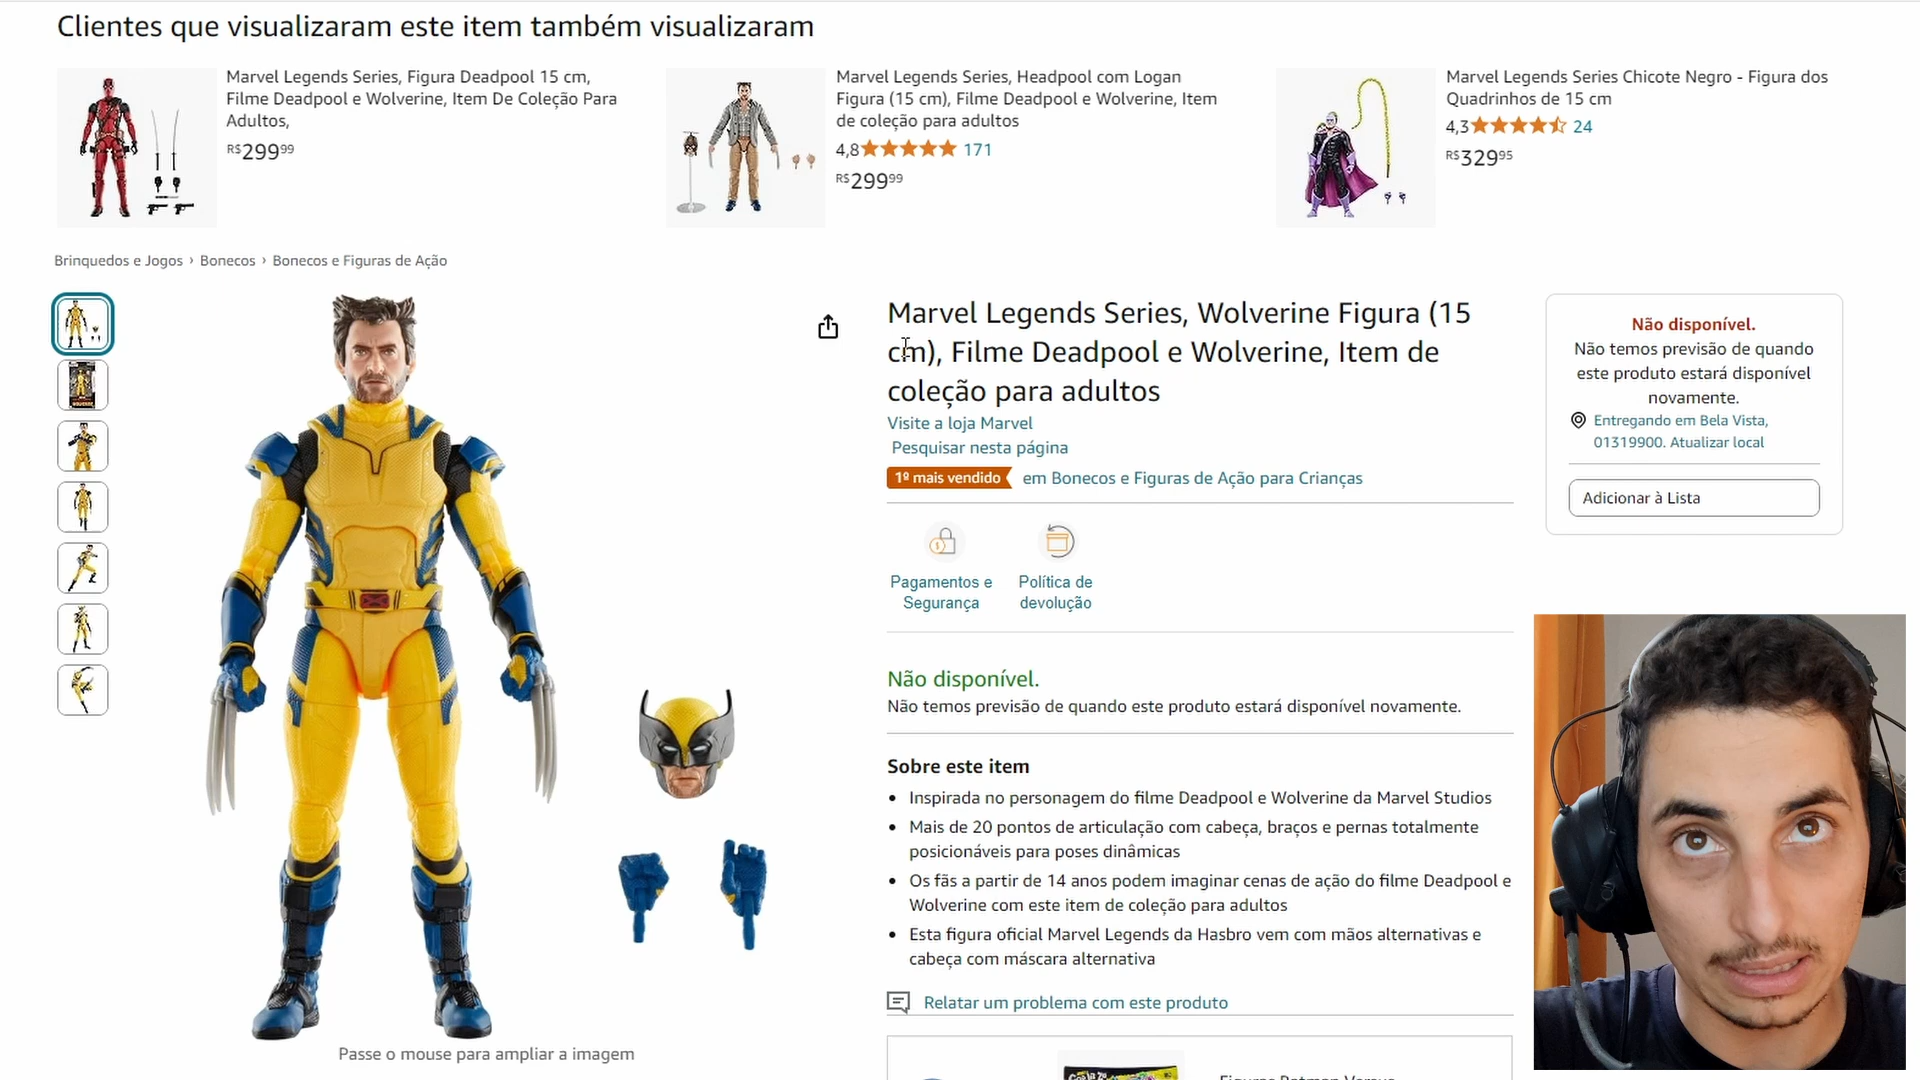 Clientes que visualizaram este item também visualizaram
Marvel Legends Series, Figura Deadpool 15 cm,
Filme Deadpool e Wolverine, Item De Coleção Para
Adultos,
R$299⁹⁹
Marvel Legends Series, Headpool com Logan
Figura (15 cm), Filme Deadpool e Wolverine, Item
de coleção para adultos
4,8 171
R$299⁹⁹
Marvel Legends Series Chicote Negro - Figura dos
Quadrinhos de 15 cm
4,3 24
R$329⁹⁵
Brinquedos e Jogos › Bonecos › Bonecos e Figuras de Ação
Marvel Legends Series, Wolverine Figura (15
cm), Filme Deadpool e Wolverine, Item de
coleção para adultos
Visite a loja Marvel
Pesquisar nesta página
1º mais vendido em Bonecos e Figuras de Ação para Crianças
Pagamentos e
Segurança
Política de
devolução
Não disponível.
Não temos previsão de quando este produto estará disponível novamente.
Sobre este item
• Inspirada no personagem do filme Deadpool e Wolverine da Marvel Studios
• Mais de 20 pontos de articulação com cabeça, braços e pernas totalmente
posicionáveis para poses dinâmicas
• Os fãs a partir de 14 anos podem imaginar cenas de ação do filme Deadpool e
Wolverine com este item de coleção para adultos
• Esta figura oficial Marvel Legends da Hasbro vem com mãos alternativas e
cabeça com máscara alternativa
Relatar um problema com este produto
Não disponível.
Não temos previsão de quando
este produto estará disponível
novamente.
Entregando em Bela Vista,
01319900. Atualizar local
Adicionar à Lista
Passe o mouse para ampliar a imagem